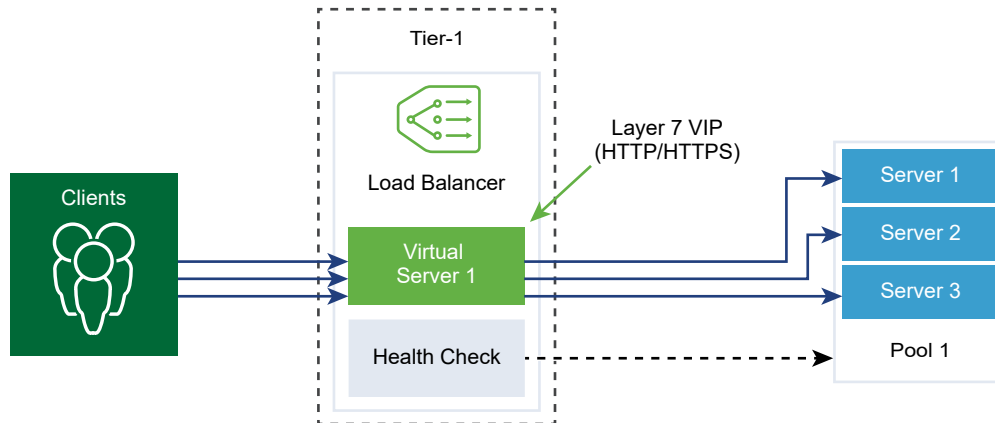 Tier-1
Load Balancer
Layer 7 VIP
(HTTP/HTTPS)
Clients
Virtual
Server 1
Health Check
Server 1
Server 2
Server 3
Pool 1